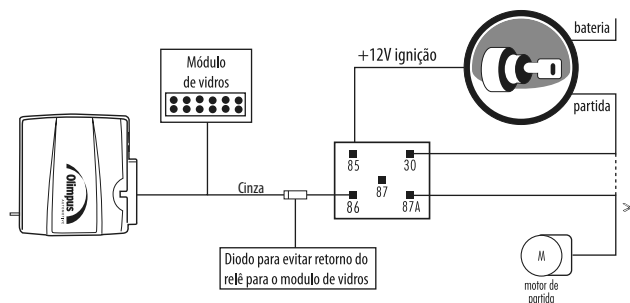 bateria
+12V ignição
partida
Módulo
de vidros
Olimpus
Cinza
85
30
87
86
87A
Diodo para evitar retorno do
relê para o modulo de vidros
M
motor de
partida